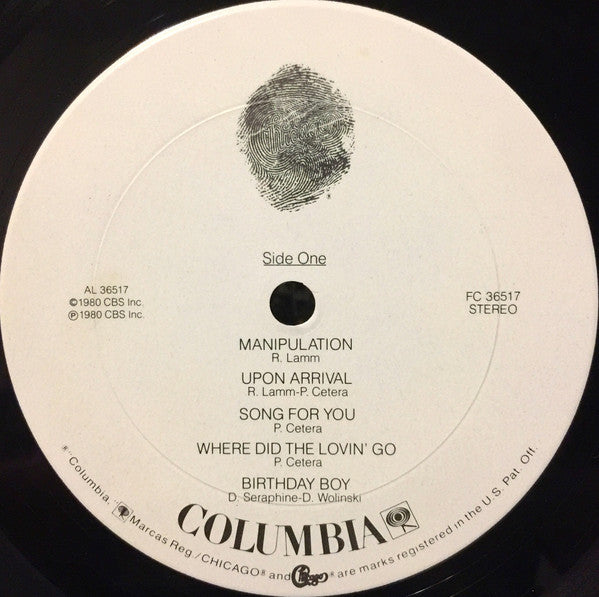 Side One
AL 36517
©1980 CBS Inc.
℗1980 CBS Inc.
FC 36517
STEREO
MANIPULATION
R. Lamm
UPON ARRIVAL
R. Lamm-P. Cetera
SONG FOR YOU
P. Cetera
WHERE DID THE LOVIN' GO
P. Cetera
BIRTHDAY BOY
D. Seraphine-D. Wolinski
COLUMBIA
® "Columbia, Marcas Reg./CHICAGO® and Chicago® are marks registered in the U.S. Pat. Off.